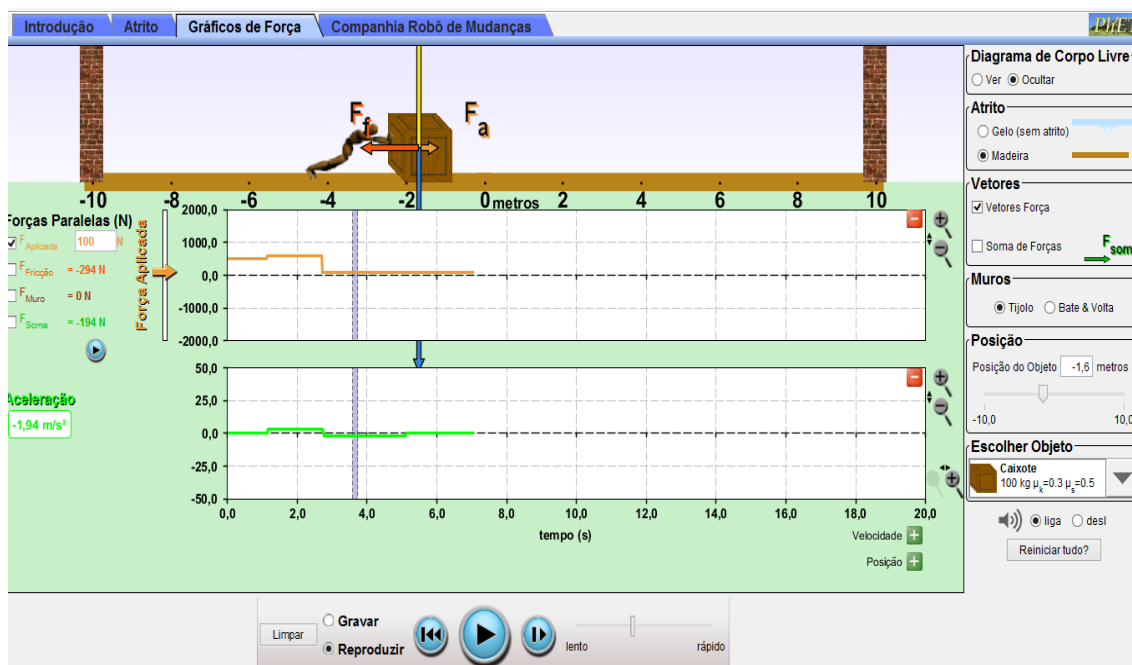 Introdução Atrito Gráficos de Força Companhia Robô de Mudanças PhET
Diagrama de Corpo Livre
Ver Ocultar
Atrito
Gelo (sem atrito)
Madeira
Vetores
Vetores Força
Soma de Forças F som
Muros
Tijolo Bate & Volta
Posição
Posição do Objeto -1,6 metros
-10,0 10,0
Escolher Objeto
Caixote
100 kg μk=0.3 μs=0.5
liga desl
Reiniciar tudo?
Ff Fa
-10 -8 -6 -4 -2 0 metros 2 4 6 8 10
Forças Paralelas (N)
FAplicada 100 N
FFricção = -294 N
FMuro = 0 N
FSoma = -194 N
Força Aplicada
2000,0
1000,0
0,0
-1000,0
-2000,0
Aceleração
-1,94 m/s²
50,0
25,0
0,0
-25,0
-50,0
0,0 2,0 4,0 6,0 8,0 10,0 12,0 14,0 16,0 18,0 20,0
tempo (s)
Velocidade
Posição
Limpar
Gravar
Reproduzir
lento rápido